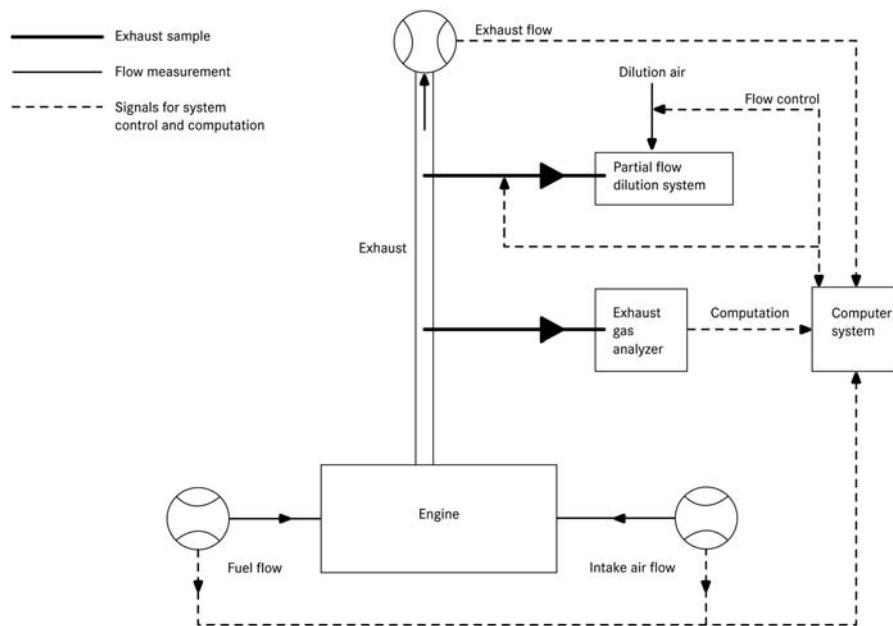 Exhaust sample
Flow measurement
Signals for system
control and computation
Exhaust flow
Dilution air
Flow control
Partial flow
dilution system
Exhaust
Exhaust
gas
analyzer
Computation
Computer
system
Engine
Fuel flow
Intake air flow